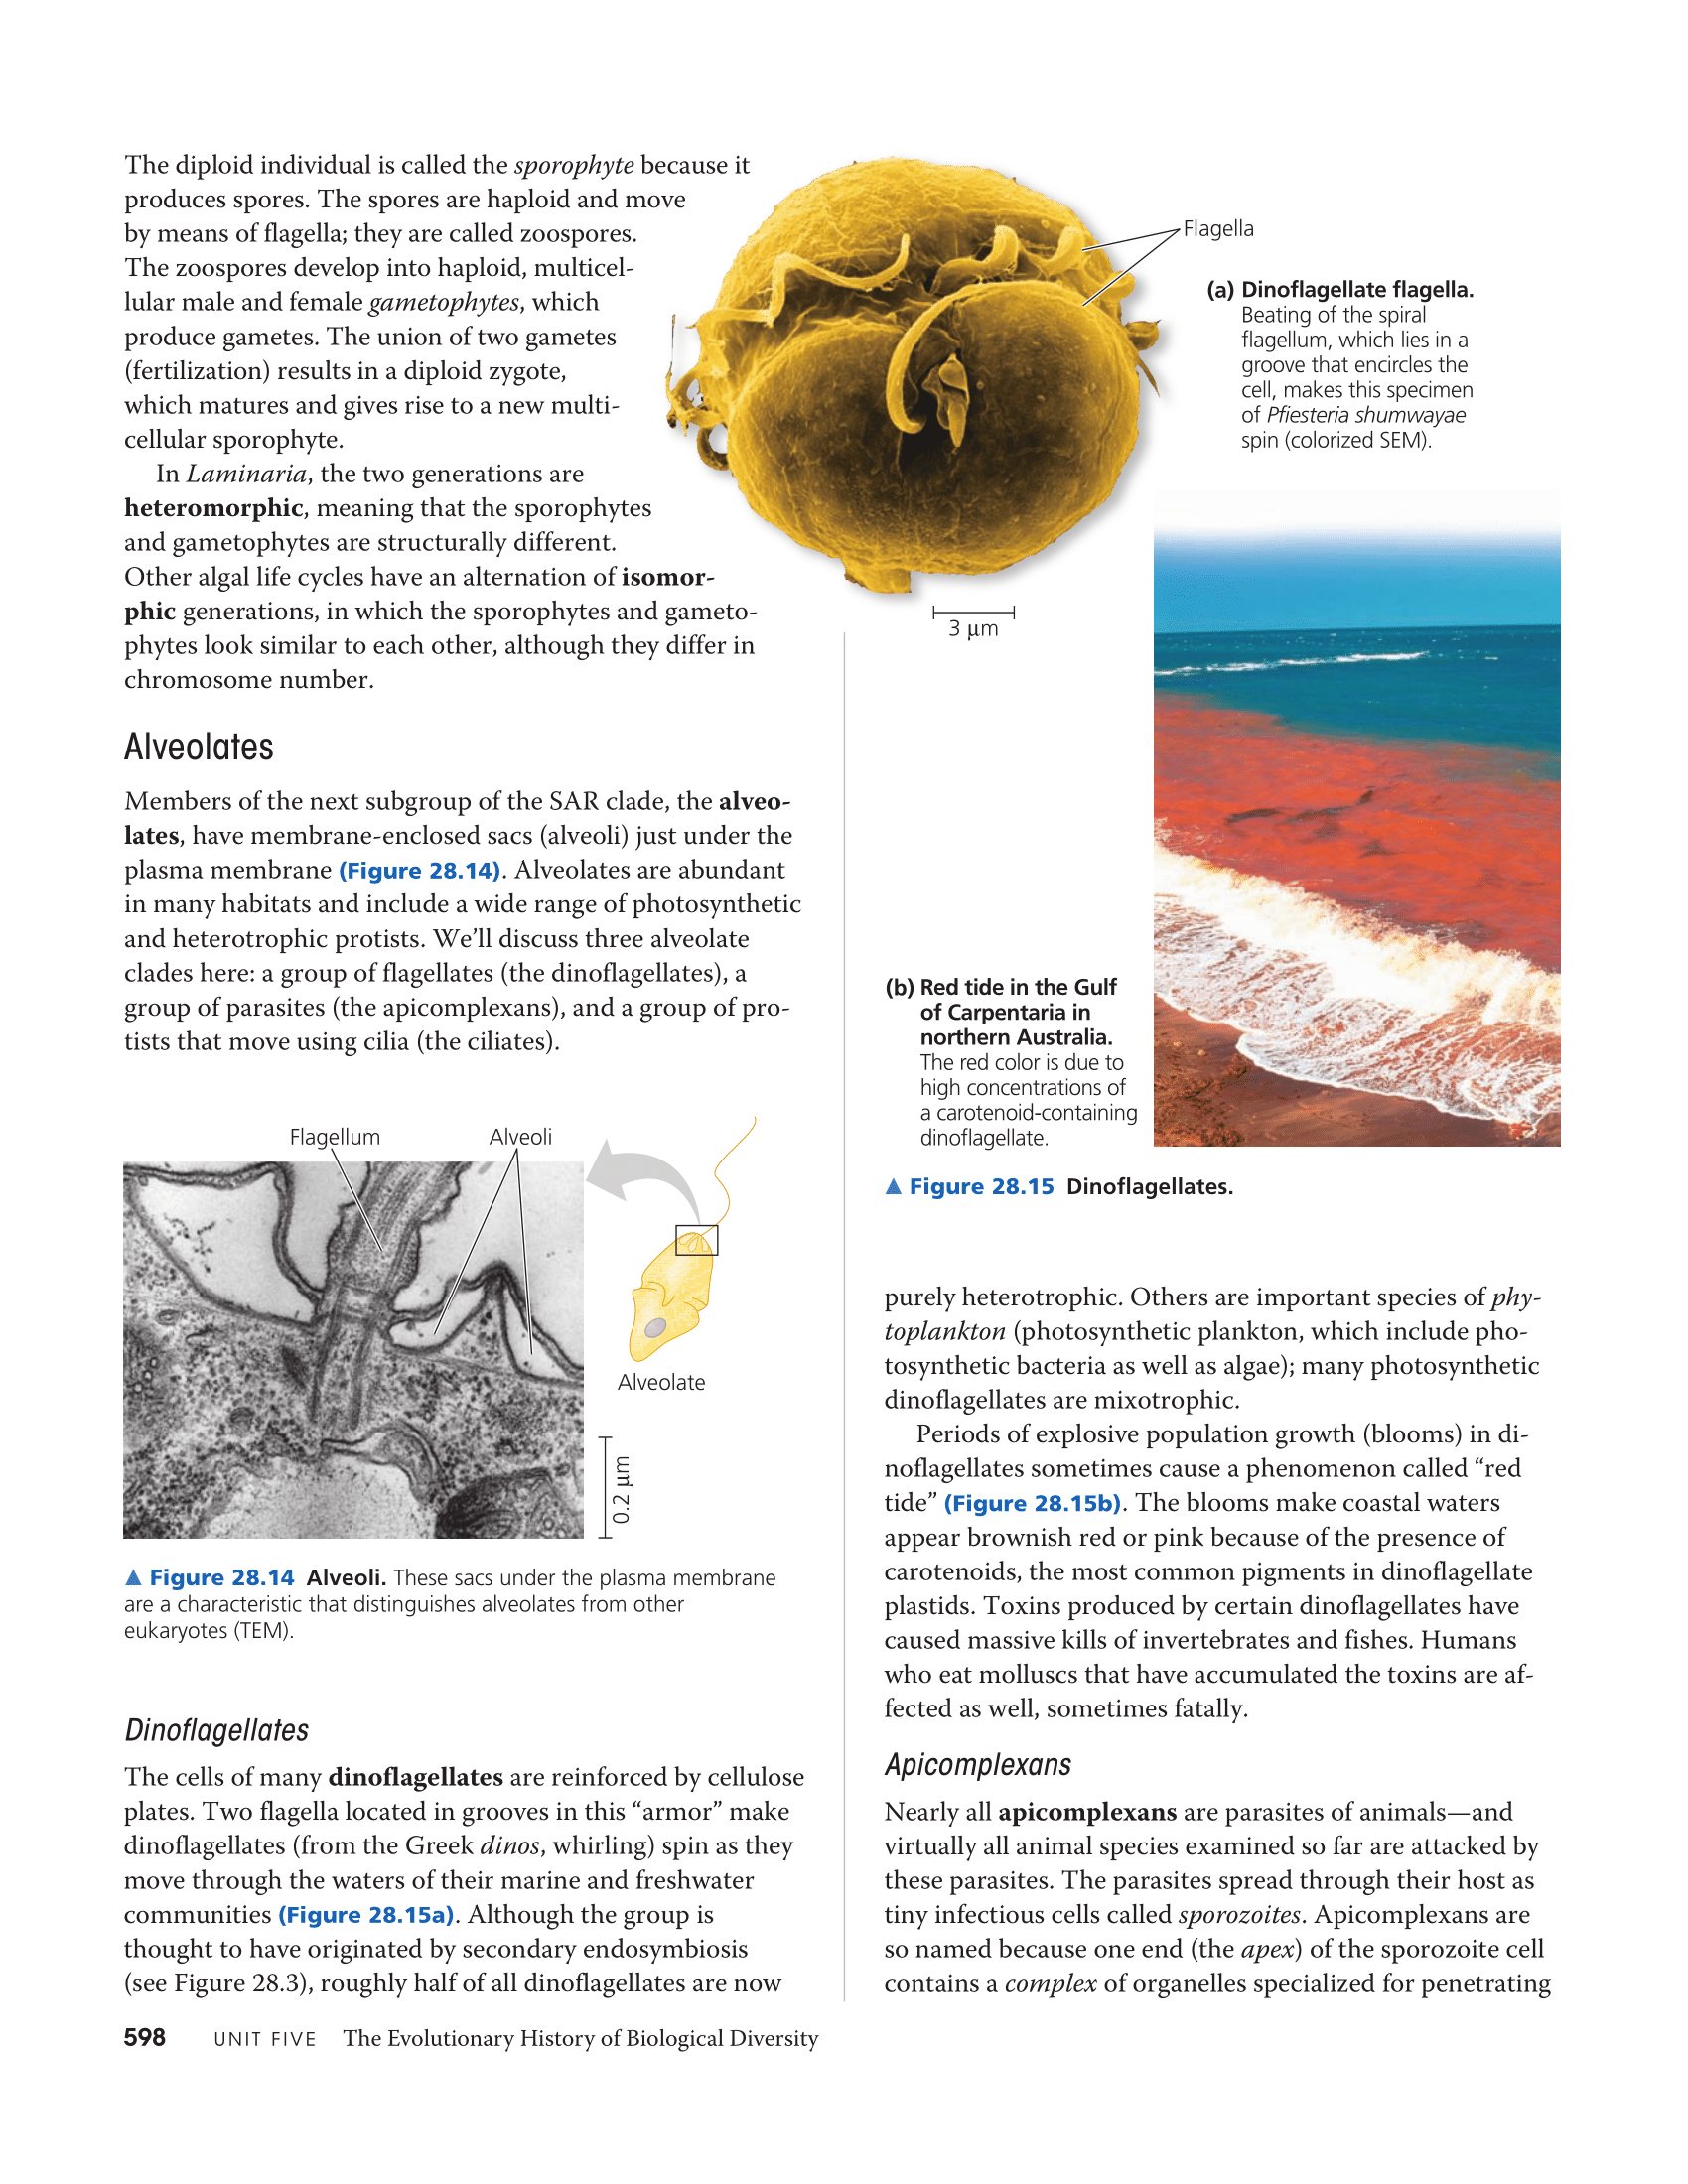 The diploid individual is called the sporophyte because it
produces spores. The spores are haploid and move
by means of flagella; they are called zoospores.
The zoospores develop into haploid, multicel-
lular male and female gametophytes, which
produce gametes. The union of two gametes
(fertilization) results in a diploid zygote,
which matures and gives rise to a new multi-
cellular sporophyte.
In Laminaria, the two generations are
heteromorphic, meaning that the sporophytes
and gametophytes are structurally different.
Other algal life cycles have an alternation of isomor-
phic generations, in which the sporophytes and gameto-
phytes look similar to each other, although they differ in
chromosome number.
Alveolates
Members of the next subgroup of the SAR clade, the alveo-
lates, have membrane-enclosed sacs (alveoli) just under the
plasma membrane (Figure 28.14). Alveolates are abundant
in many habitats and include a wide range of photosynthetic
and heterotrophic protists. We'll discuss three alveolate
clades here: a group of flagellates (the dinoflagellates), a
group of parasites (the apicomplexans), and a group of pro-
tists that move using cilia (the ciliates).
Flagellum
Alveoli
Alveolate
0.2 μm
▲ Figure 28.14 Alveoli. These sacs under the plasma membrane
are a characteristic that distinguishes alveolates from other
eukaryotes (TEM).
Dinoflagellates
The cells of many dinoflagellates are reinforced by cellulose
plates. Two flagella located in grooves in this “armor” make
dinoflagellates (from the Greek dinos, whirling) spin as they
move through the waters of their marine and freshwater
communities (Figure 28.15a). Although the group is
thought to have originated by secondary endosymbiosis
(see Figure 28.3), roughly half of all dinoflagellates are now
Flagella
(a) Dinoflagellate flagella.
Beating of the spiral
flagellum, which lies in a
groove that encircles the
cell, makes this specimen
of Pfiesteria shumwayae
spin (colorized SEM).
3 μm
(b) Red tide in the Gulf
of Carpentaria in
northern Australia.
The red color is due to
high concentrations of
a carotenoid-containing
dinoflagellate.
▲ Figure 28.15 Dinoflagellates.
purely heterotrophic. Others are important species of phy-
toplankton (photosynthetic plankton, which include pho-
tosynthetic bacteria as well as algae); many photosynthetic
dinoflagellates are mixotrophic.
Periods of explosive population growth (blooms) in di-
noflagellates sometimes cause a phenomenon called “red
tide” (Figure 28.15b). The blooms make coastal waters
appear brownish red or pink because of the presence of
carotenoids, the most common pigments in dinoflagellate
plastids. Toxins produced by certain dinoflagellates have
caused massive kills of invertebrates and fishes. Humans
who eat molluscs that have accumulated the toxins are af-
fected as well, sometimes fatally.
Apicomplexans
Nearly all apicomplexans are parasites of animals—and
virtually all animal species examined so far are attacked by
these parasites. The parasites spread through their host as
tiny infectious cells called sporozoites. Apicomplexans are
so named because one end (the apex) of the sporozoite cell
contains a complex of organelles specialized for penetrating
598 UNIT FIVE The Evolutionary History of Biological Diversity